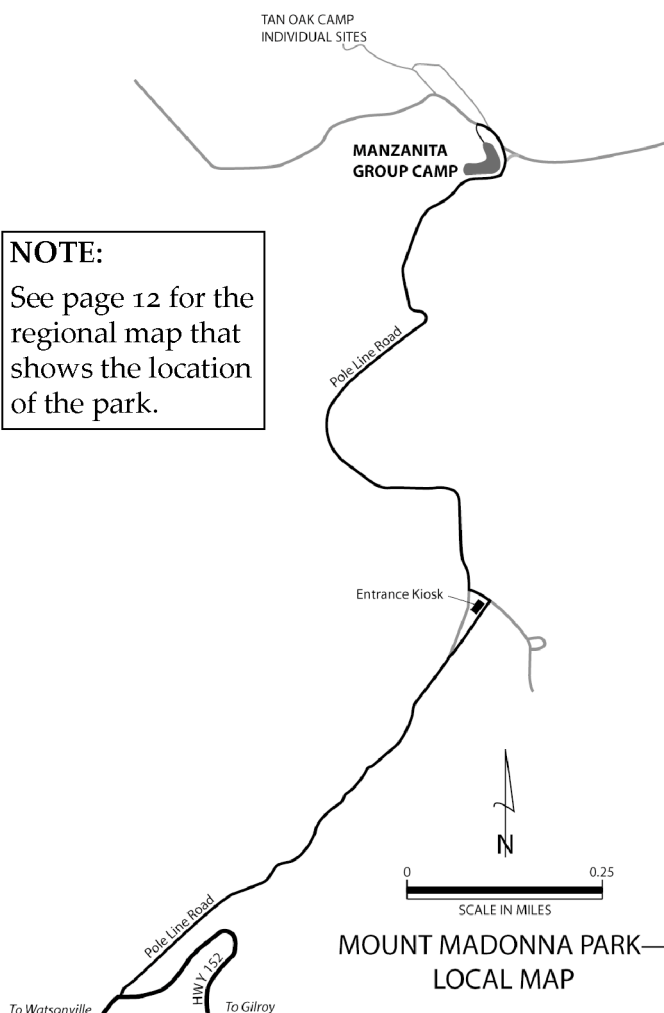 TAN OAK CAMP
INDIVIDUAL SITES
MANZANITA
GROUP CAMP
NOTE:
See page 12 for the
regional map that
shows the location
of the park.
Pole Line Road
Entrance Kiosk
N
0 0.25
SCALE IN MILES
MOUNT MADONNA PARK—
LOCAL MAP
Pole Line Road
HWY 152
To Watsonville
To Gilroy